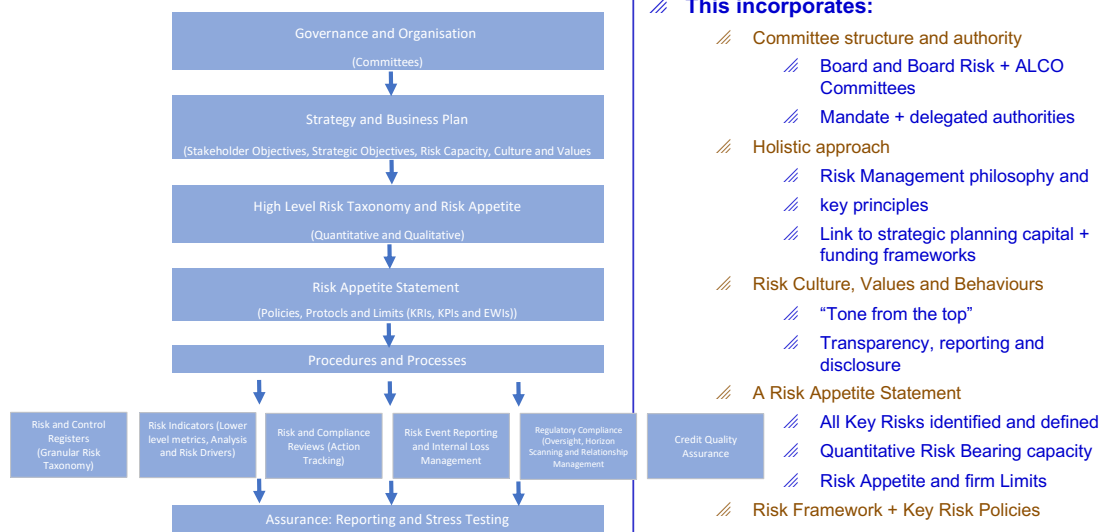 Governance and Organisation
(Committees)
Strategy and Business Plan
(Stakeholder Objectives, Strategic Objectives, Risk Capacity, Culture and Values
High Level Risk Taxonomy and Risk Appetite
(Quantitative and Qualitative)
Risk Appetite Statement
(Policies, Protocls and Limits (KRIs, KPIs and EWIs))
Procedures and Processes
Risk and Control
Registers
(Granular Risk
Taxonomy)
Risk Indicators (Lower
level metrics, Analysis
and Risk Drivers)
Risk and Compliance
Reviews (Action
Tracking)
Risk Event Reporting
and Internal Loss
Management
Regulatory Compliance
(Oversight, Horizon
Scanning and Relationship
Management
Credit Quality
Assurance
Assurance: Reporting and Stress Testing
This incorporates:
Committee structure and authority
Board and Board Risk + ALCO
Committees
Mandate + delegated authorities
Holistic approach
Risk Management philosophy and
key principles
Link to strategic planning capital +
funding frameworks
Risk Culture, Values and Behaviours
“Tone from the top”
Transparency, reporting and
disclosure
A Risk Appetite Statement
All Key Risks identified and defined
Quantitative Risk Bearing capacity
Risk Appetite and firm Limits
Risk Framework + Key Risk Policies